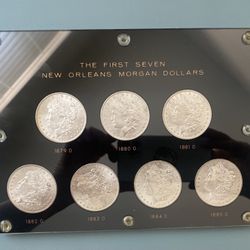 THE FIRST SEVEN
NEW ORLEANS MORGAN DOLLARS
1879 O
1880 O
1881 O
1882 O
1883 O
1884 O
1885 O